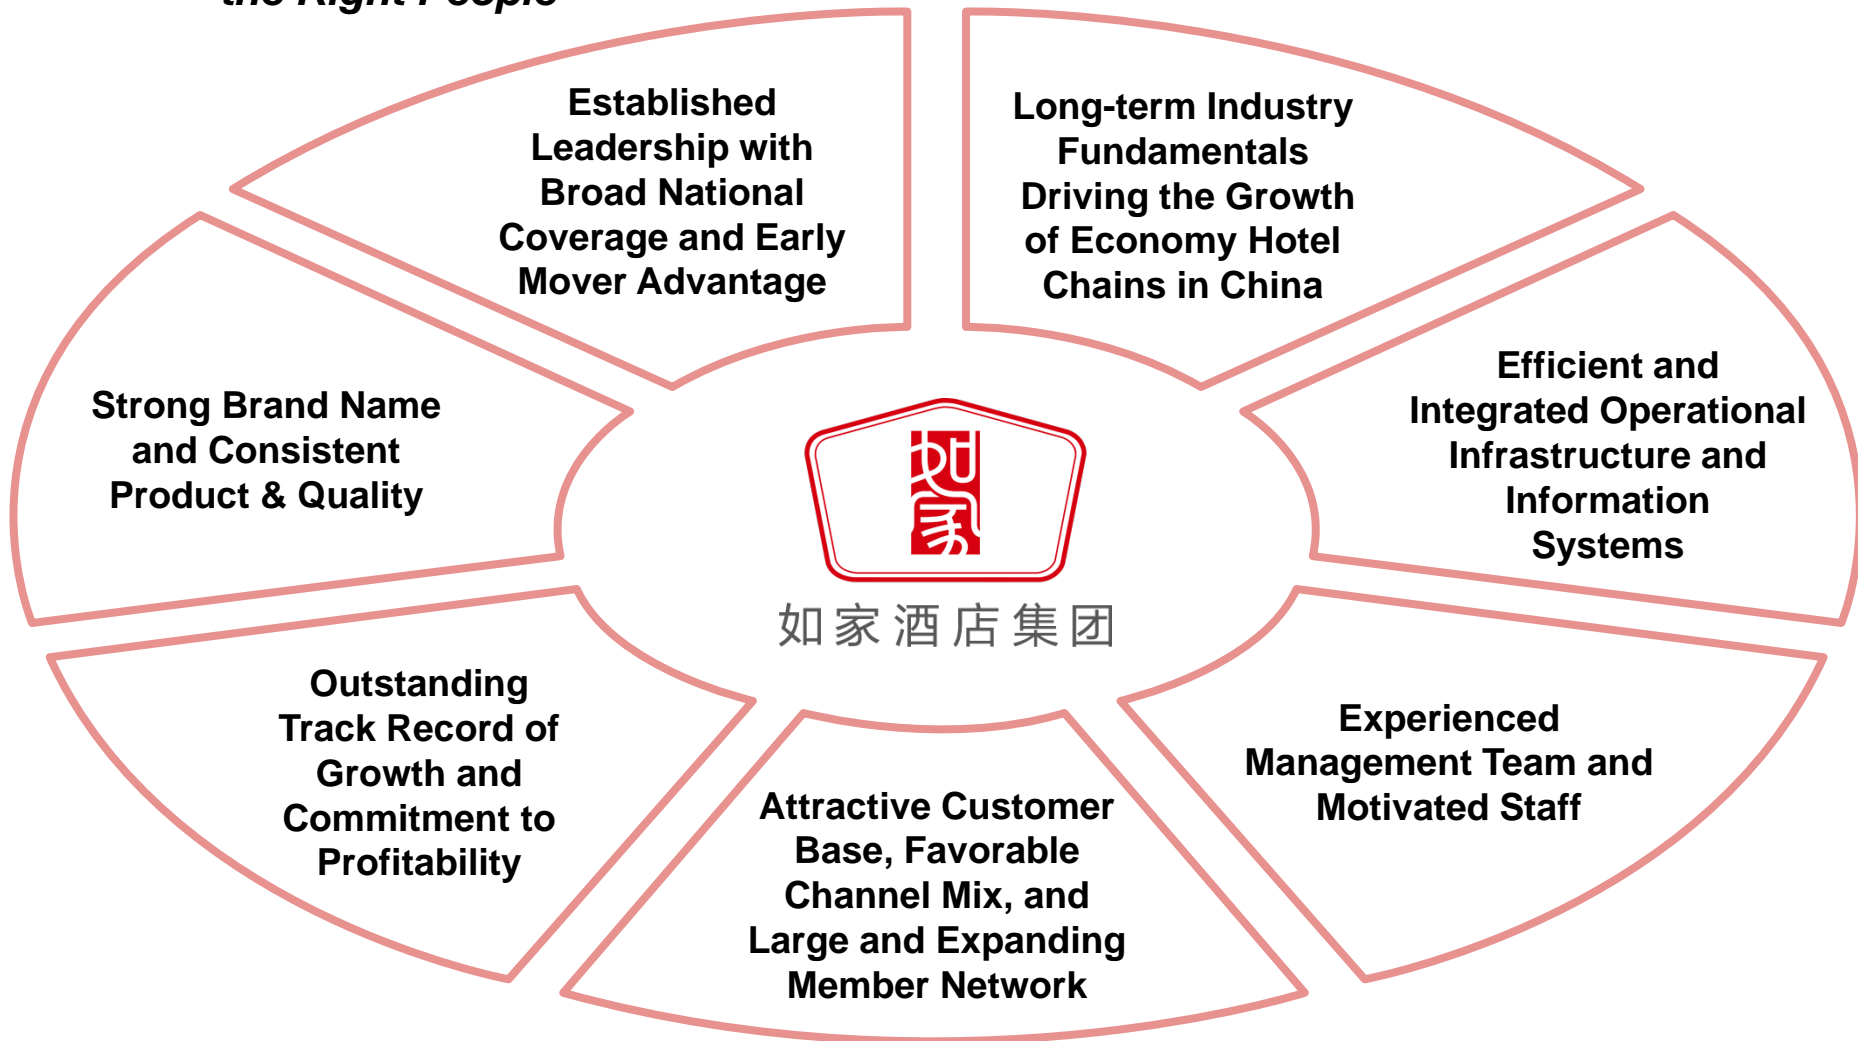 the Right People
Established
Leadership with
Broad National
Coverage and Early
Mover Advantage
Long-term Industry
Fundamentals
Driving the Growth
of Economy Hotel
Chains in China
Efficient and
Integrated Operational
Infrastructure and
Information
Systems
Experienced
Management Team and
Motivated Staff
Attractive Customer
Base, Favorable
Channel Mix, and
Large and Expanding
Member Network
Outstanding
Track Record of
Growth and
Commitment to
Profitability
Strong Brand Name
and Consistent
Product & Quality
如家
如家酒店集团